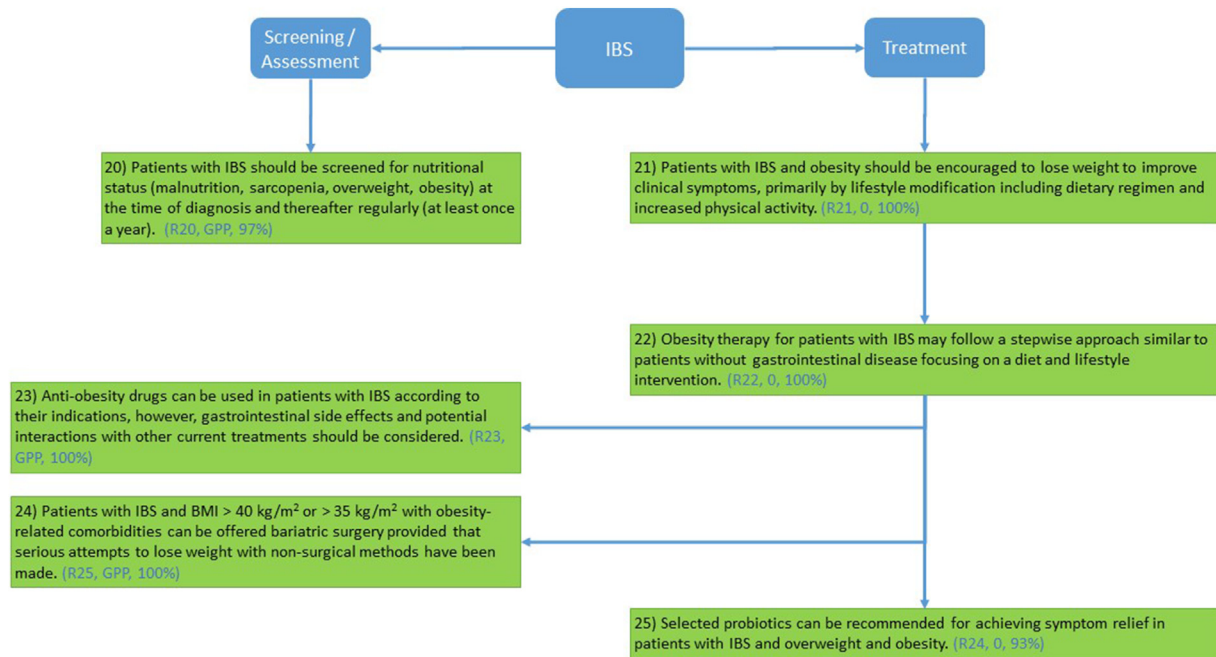 Screening /
Assessment
IBS
Treatment
20) Patients with IBS should be screened for nutritional
status (malnutrition, sarcopenia, overweight, obesity) at
the time of diagnosis and thereafter regularly (at least once
a year). (R20, GPP, 97%)
21) Patients with IBS and obesity should be encouraged to lose weight to improve
clinical symptoms, primarily by lifestyle modification including dietary regimen and
increased physical activity. (R21, 0, 100%)
22) Obesity therapy for patients with IBS may follow a stepwise approach similar to
patients without gastrointestinal disease focusing on a diet and lifestyle
intervention. (R22, 0, 100%)
23) Anti-obesity drugs can be used in patients with IBS according to
their indications, however, gastrointestinal side effects and potential
interactions with other current treatments should be considered. (R23,
GPP, 100%)
24) Patients with IBS and BMI > 40 kg/m² or > 35 kg/m² with obesity-
related comorbidities can be offered bariatric surgery provided that
serious attempts to lose weight with non-surgical methods have been
made. (R25, GPP, 100%)
25) Selected probiotics can be recommended for achieving symptom relief in
patients with IBS and overweight and obesity. (R24, 0, 93%)